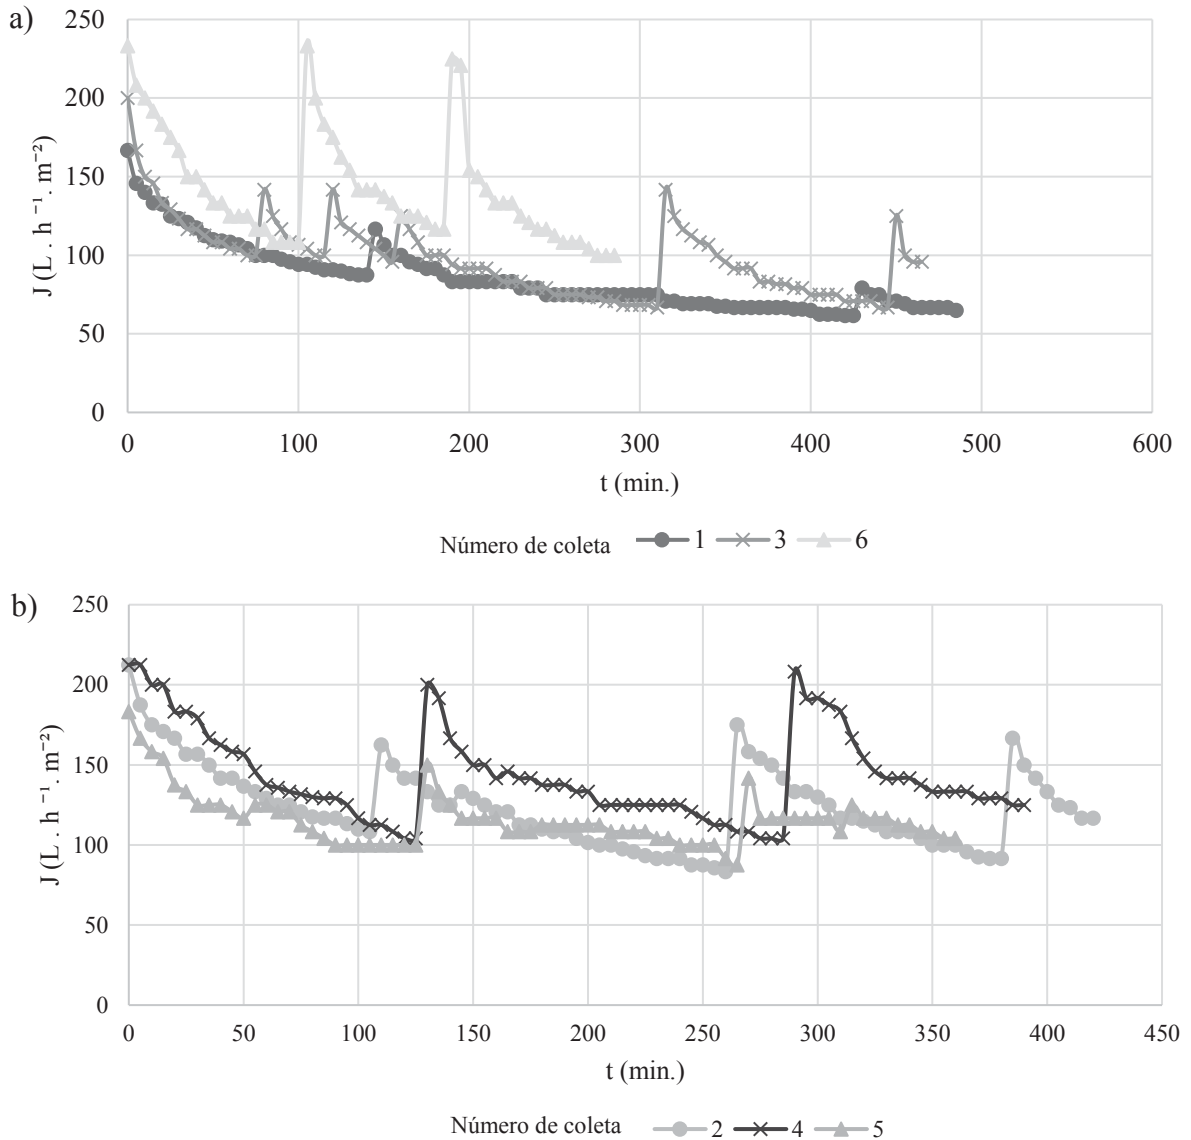 a)
250
200
150
100
50
0
J (L . h ⁻¹ . m⁻²)
0 100 200 300 400 500 600
t (min.)
Número de coleta 1 3 6
b)
250
200
150
100
50
0
J (L . h ⁻¹ . m⁻²)
0 50 100 150 200 250 300 350 400 450
t (min.)
Número de coleta 2 4 5